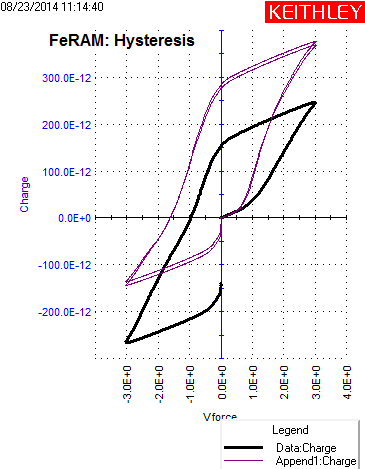 08/23/2014 11:14:40
KEITHLEY
FeRAM: Hysteresis
300.0E-12
200.0E-12
100.0E-12
0.0E+0
-100.0E-12
-200.0E-12
Charge
-3.0E+0
-2.0E+0
-1.0E+0
0.0E+0
1.0E+0
2.0E+0
3.0E+0
4.0E+0
Vforce
Legend
Data:Charge
Append1:Charge